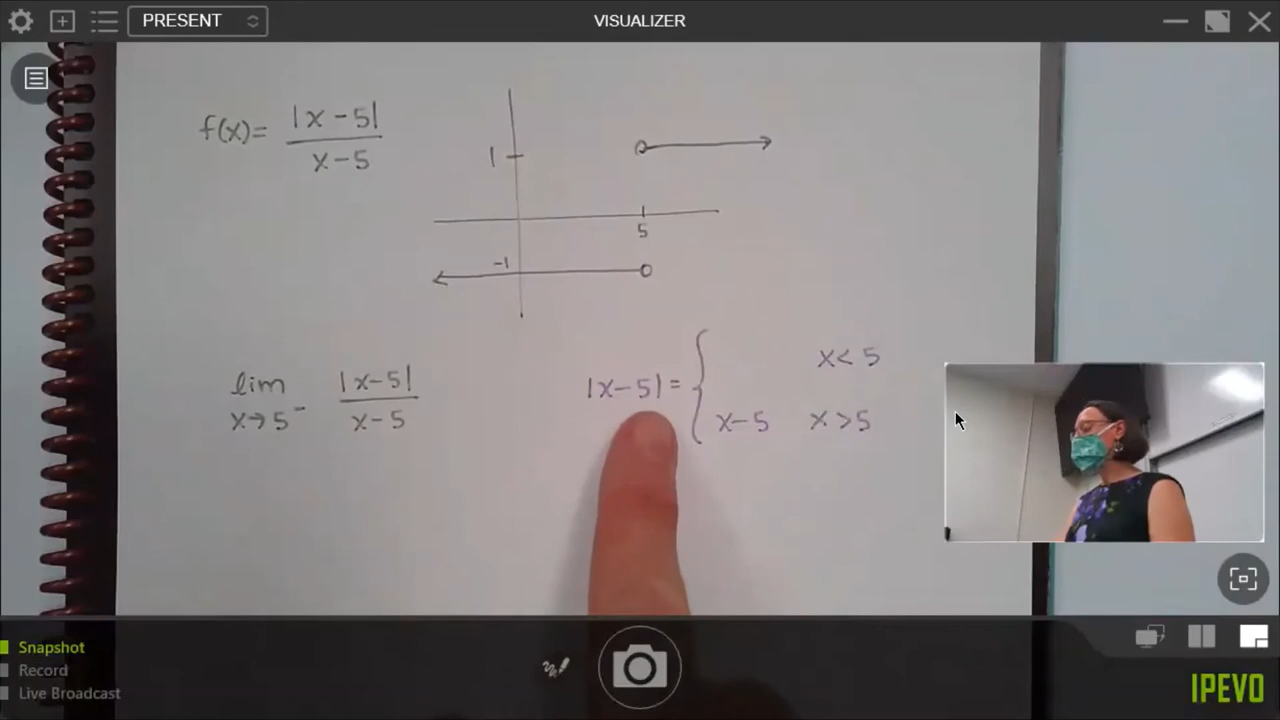 PRESENT
VISUALIZER
f(x)= |x-5| / x-5
1
5
-1
lim x→5⁻ |x-5| / x-5
|x-5| = { x<5
x-5 x>5
Snapshot
Record
Live Broadcast
IPEVO